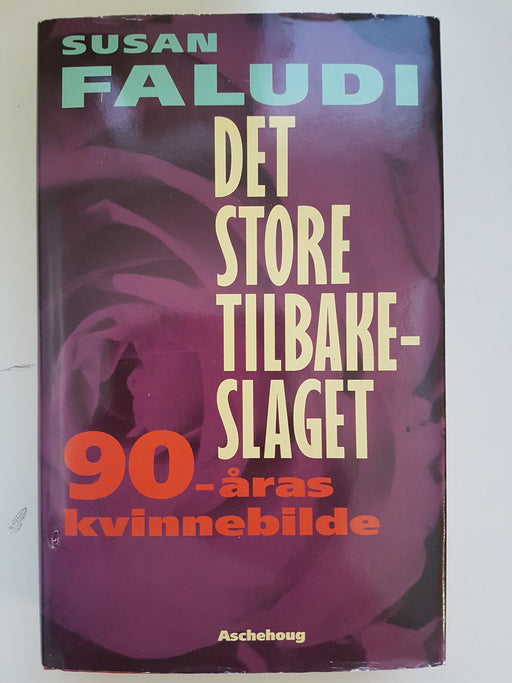 SUSAN
FALUDI
DET
STORE
TILBAKE-
SLAGET
90-åras
kvinnebilde
Aschehoug